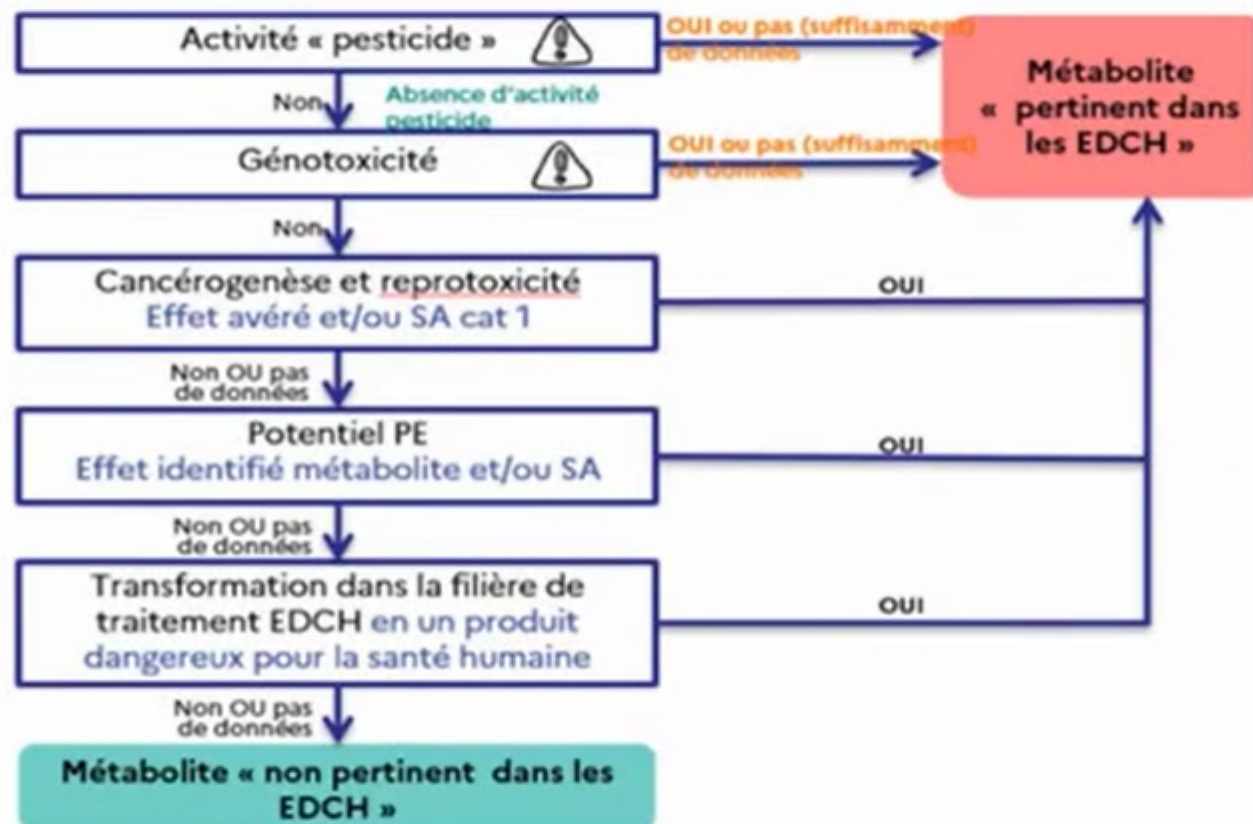 Activité « pesticide »
OUI ou pas (suffisamment)
de données
Métabolite
« pertinent dans
les EDCH »
Non
Absence d'activité
pesticide
Génotoxicité
OUI ou pas (suffisamment)
de données
Non
Cancérogenèse et reprotoxicité
Effet avéré et/ou SA cat 1
OUI
Non OU pas
de données
Potentiel PE
Effet identifié métabolite et/ou SA
OUI
Non OU pas
de données
Transformation dans la filière de
traitement EDCH en un produit
dangereux pour la santé humaine
OUI
Non OU pas
de données
Métabolite « non pertinent dans les
EDCH »